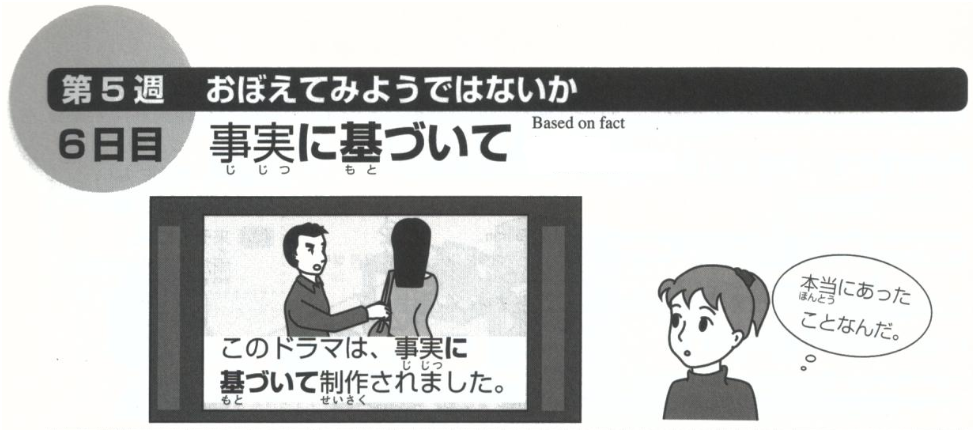 第5週 おぼえてみようではないか
6日目 事実に基づいて Based on fact
じ じつ もと
このドラマは、事実に
じ じつ
基づいて制作されました。
もと せいさく
本当にあった
ほんとう
ことなんだ。